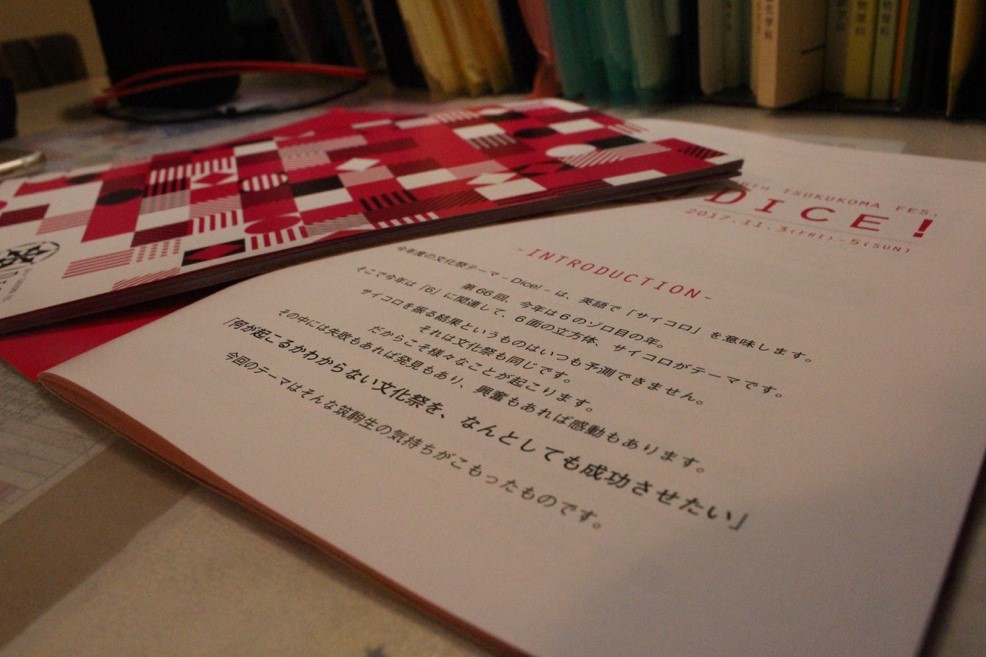 TSUKUKOMA FES.
DICE!
2017.11.3(FRI)-5(SUN)
-INTRODUCTION-
今年度の文化祭テーマ - Dice! - は、英語で「サイコロ」を意味します。
第66回、今年は6のゾロ目の年。
そこで今年は「6」に関連して、6面の立方体、サイコロがテーマです。
サイコロを振る結果というものはいつも予測できません。
それは文化祭も同じです。
だからこそ様々なことが起こります。
その中には失敗もあれば発見もあり、興奮もあれば感動もあります。
「何が起こるかわからない文化祭を、なんとしても成功させたい」
今回のテーマはそんな筑駒生の気持ちがこもったものです。